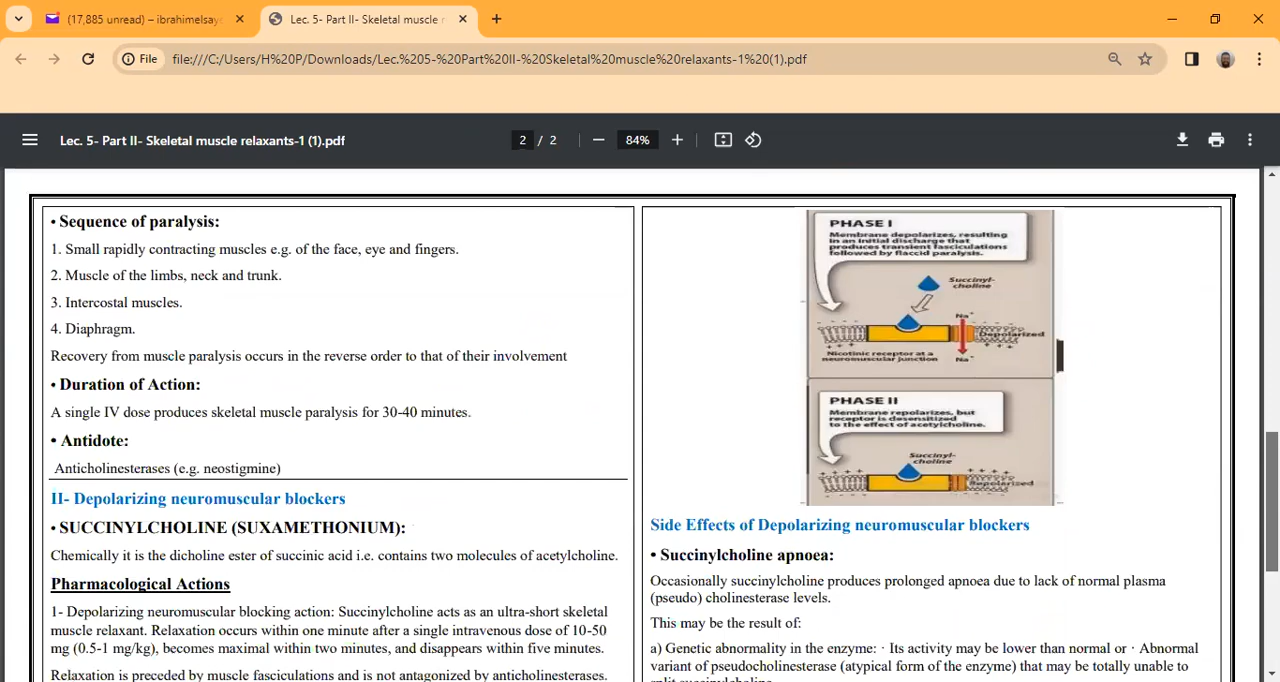 (17,885 unread) – ibrahimelsay
Lec. 5- Part II- Skeletal muscle r
File
file:///C:/Users/H%20P/Downloads/Lec.%205-%20Part%20II-%20Skeletal%20muscle%20relaxants-1%20(1).pdf
Lec. 5- Part II- Skeletal muscle relaxants-1 (1).pdf
2 / 2
84%
• Sequence of paralysis:
1. Small rapidly contracting muscles e.g. of the face, eye and fingers.
2. Muscle of the limbs, neck and trunk.
3. Intercostal muscles.
4. Diaphragm.
Recovery from muscle paralysis occurs in the reverse order to that of their involvement
• Duration of Action:
A single IV dose produces skeletal muscle paralysis for 30-40 minutes.
• Antidote:
Anticholinesterases (e.g. neostigmine)
II- Depolarizing neuromuscular blockers
• SUCCINYLCHOLINE (SUXAMETHONIUM):
Chemically it is the dicholine ester of succinic acid i.e. contains two molecules of acetylcholine.
Pharmacological Actions
1- Depolarizing neuromuscular blocking action: Succinylcholine acts as an ultra-short skeletal
muscle relaxant. Relaxation occurs within one minute after a single intravenous dose of 10-50
mg (0.5-1 mg/kg), becomes maximal within two minutes, and disappears within five minutes.
Relaxation is preceded by muscle fasciculations and is not antagonized by anticholinesterases.
PHASE I
Membrane depolarizes, resulting
in an initial discharge that
produces transient fasciculations
followed by flaccid paralysis.
Succinyl-
choline
Na+
Depolarized
Nicotinic receptor at a
neuromuscular junction
Na+
PHASE II
Membrane repolarizes, but
receptor is desensitized
to the effect of acetylcholine.
Succinyl-
choline
Repolarized
Side Effects of Depolarizing neuromuscular blockers
• Succinylcholine apnoea:
Occasionally succinylcholine produces prolonged apnoea due to lack of normal plasma
(pseudo) cholinesterase levels.
This may be the result of:
a) Genetic abnormality in the enzyme: · Its activity may be lower than normal or · Abnormal
variant of pseudocholinesterase (atypical form of the enzyme) that may be totally unable to
split succinylcholine